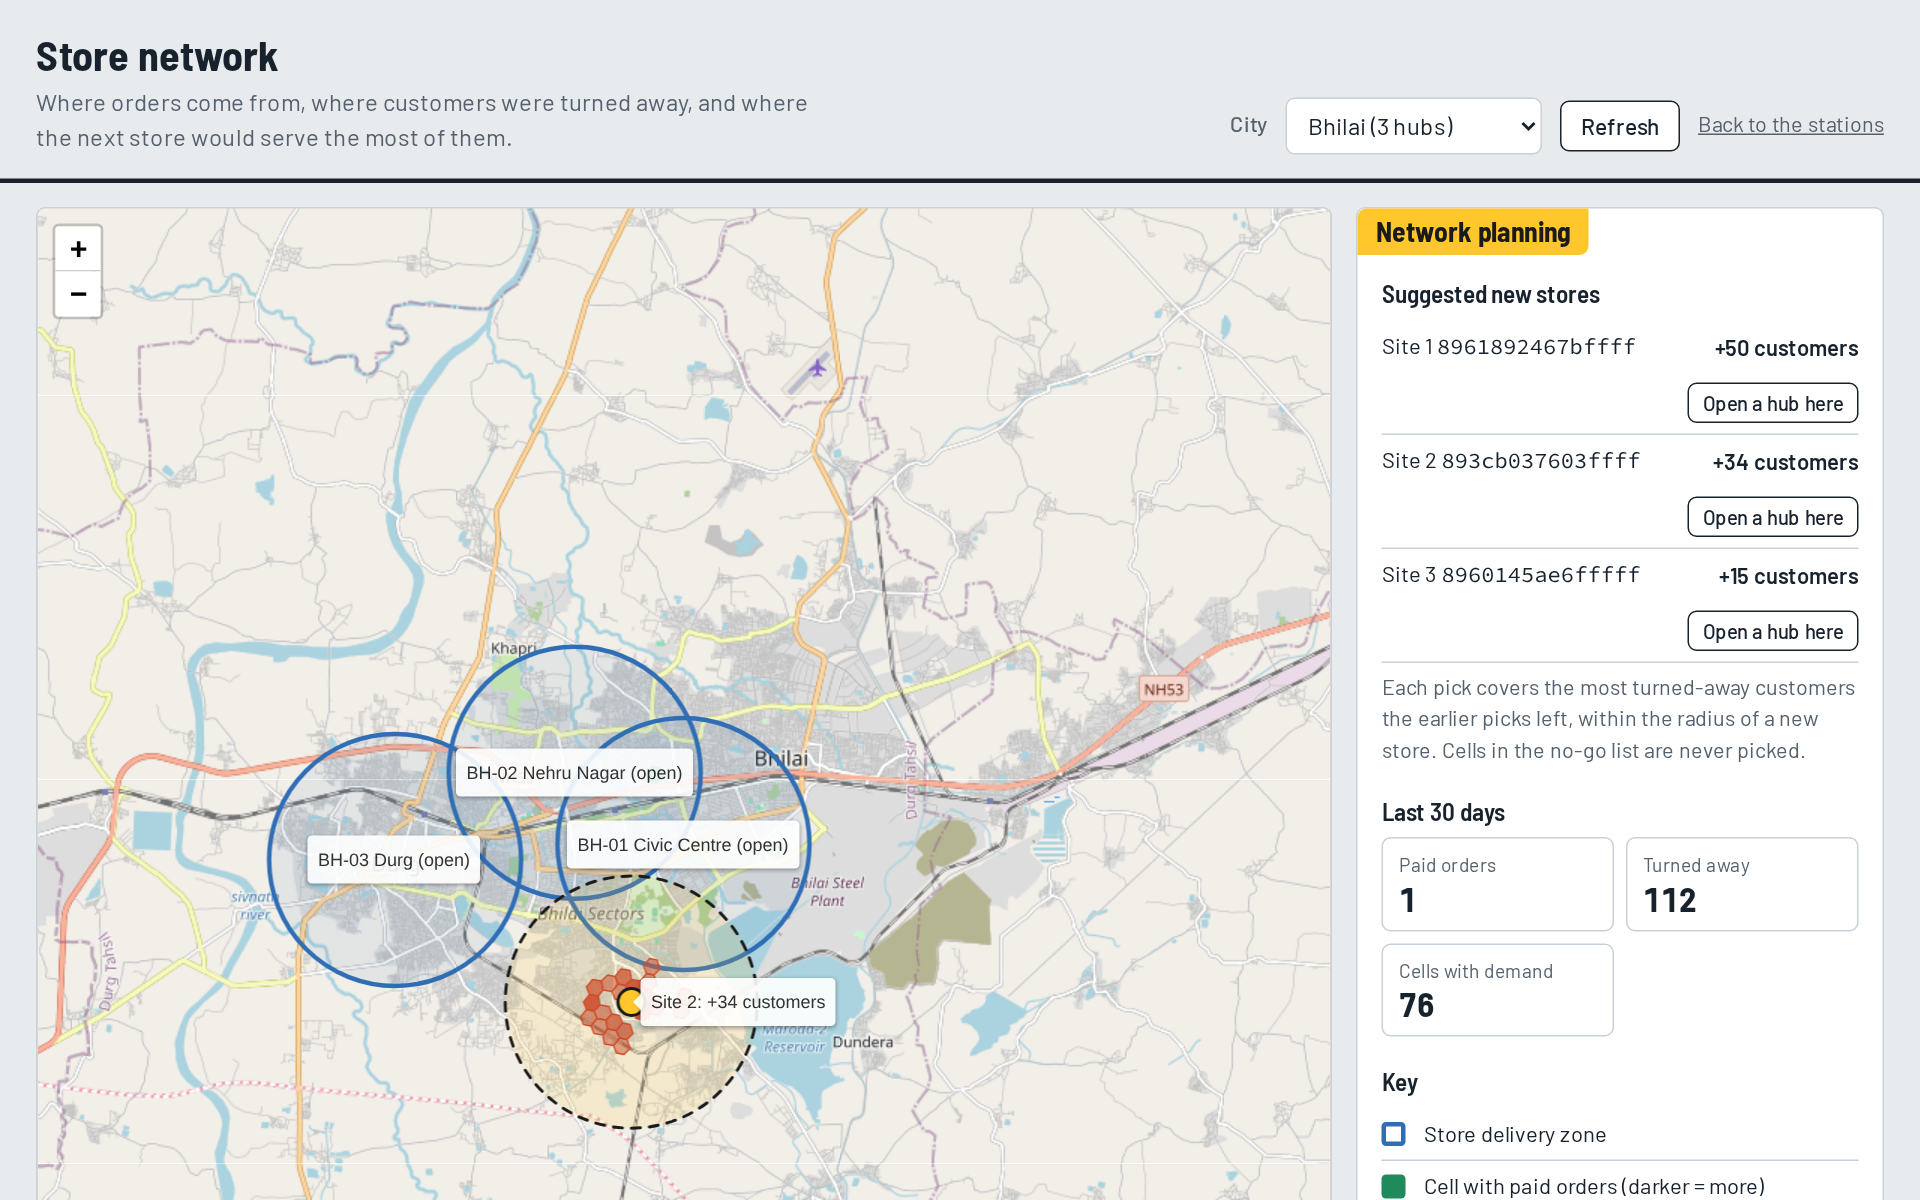 Store network
Where orders come from, where customers were turned away, and where
the next store would serve the most of them.
City
Bhilai (3 hubs)
Refresh
Back to the stations
+
−
Khapri
NH53
Bhilai
BH-02 Nehru Nagar (open)
Durg Tahsil
BH-01 Civic Centre (open)
BH-03 Durg (open)
Bhilai Steel
Plant
sivnath
river
Bhilai Sectors
Durg Tahsil
Site 2: +34 customers
Maroda-2
Reservoir
Dundera
Network planning
Suggested new stores
Site 1 8961892467bffff
+50 customers
Open a hub here
Site 2 893cb037603ffff
+34 customers
Open a hub here
Site 3 8960145ae6fffff
+15 customers
Open a hub here
Each pick covers the most turned-away customers
the earlier picks left, within the radius of a new
store. Cells in the no-go list are never picked.
Last 30 days
Paid orders
1
Turned away
112
Cells with demand
76
Key
Store delivery zone
Cell with paid orders (darker = more)